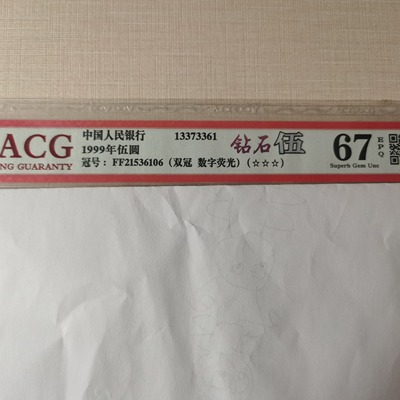 ACG
NG GUARANTY
中国人民银行 13373361
1999年伍圆
冠号: FF21536106 (双冠 数字荧光) (☆☆☆)
钻石伍
67 EPQ
Superb Gem Unc